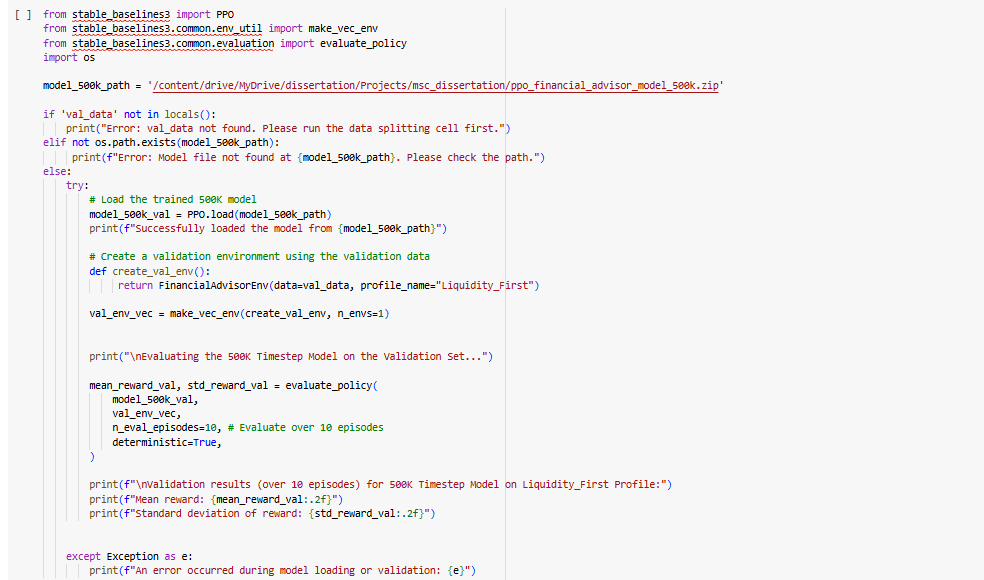 [ ] from stable_baselines3 import PPO
from stable_baselines3.common.env_util import make_vec_env
from stable_baselines3.common.evaluation import evaluate_policy
import os
model_500k_path = '/content/drive/MyDrive/dissertation/Projects/msc_dissertation/ppo_financial_advisor_model_500k.zip'
if 'val_data' not in locals():
print("Error: val_data not found. Please run the data splitting cell first.")
elif not os.path.exists(model_500k_path):
print(f"Error: Model file not found at {model_500k_path}. Please check the path.")
else:
try:
# Load the trained 500K model
model_500k_val = PPO.load(model_500k_path)
print(f"Successfully loaded the model from {model_500k_path}")
# Create a validation environment using the validation data
def create_val_env():
return FinancialAdvisorEnv(data=val_data, profile_name="Liquidity_First")
val_env_vec = make_vec_env(create_val_env, n_envs=1)
print("\nEvaluating the 500K Timestep Model on the Validation Set...")
mean_reward_val, std_reward_val = evaluate_policy(
model_500k_val,
val_env_vec,
n_eval_episodes=10, # Evaluate over 10 episodes
deterministic=True,
)
print(f"\nValidation results (over 10 episodes) for 500K Timestep Model on Liquidity_First Profile:")
print(f"Mean reward: {mean_reward_val:.2f}")
print(f"Standard deviation of reward: {std_reward_val:.2f}")
except Exception as e:
print(f"An error occurred during model loading or validation: {e}")